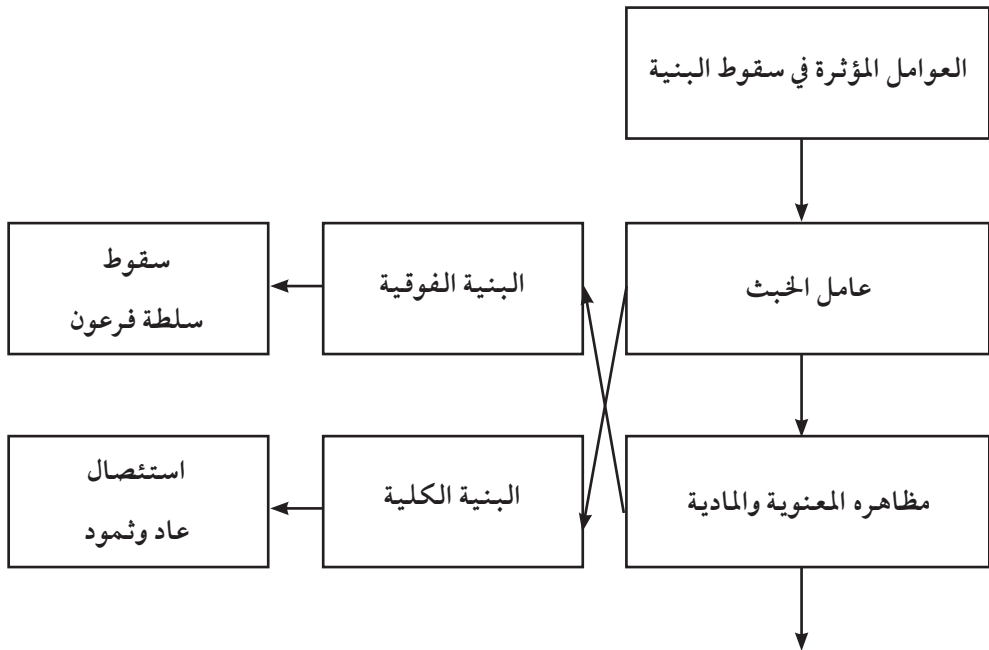 العوامل المؤثرة في سقوط البنية
عامل الخبث
البنية الفوقية
سقوط
سلطة فرعون
مظاهره المعنوية والمادية
البنية الكلية
استئصال
عاد وثمود